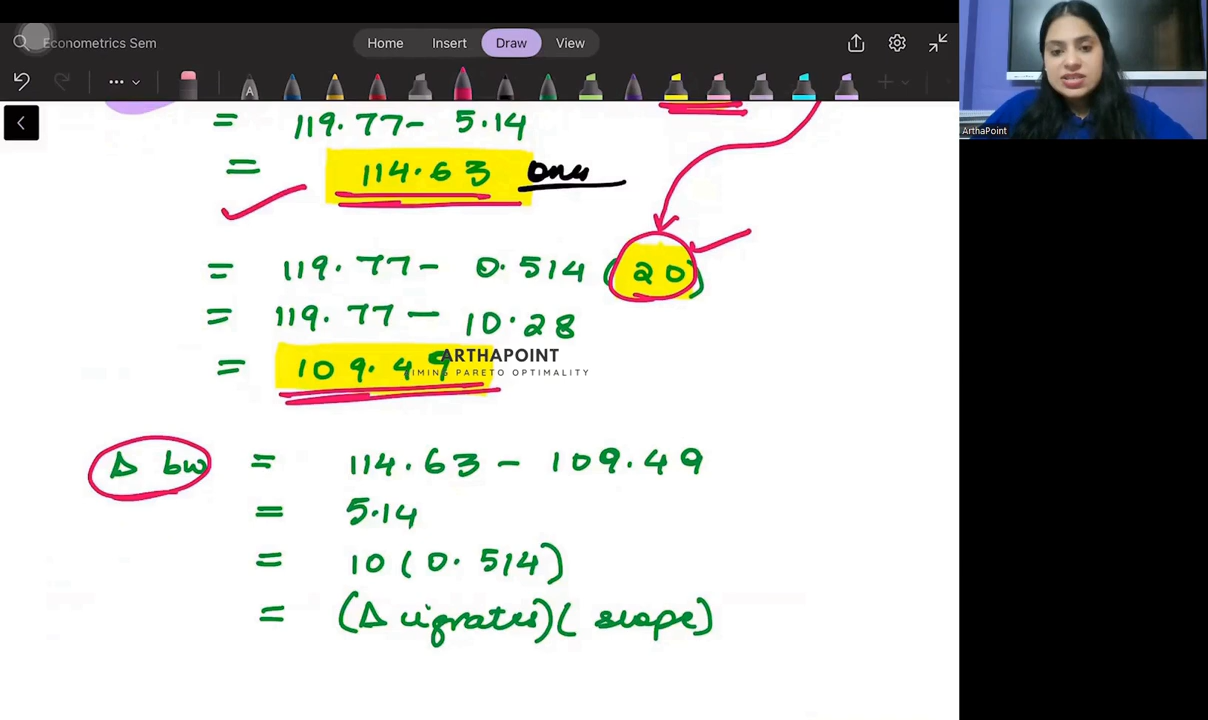 Econometrics Sem
Home Insert Draw View
ArthaPoint
= 119.77 - 5.14
= 114.63
= 119.77 - 0.514 (20)
= 119.77 - 10.28
= 109.49
ARTHAPOINT
IMING PARETO OPTIMALITY
Δ bw = 114.63 - 109.49
= 5.14
= 10 (0.514)
= (Δ cigrates) (slope)